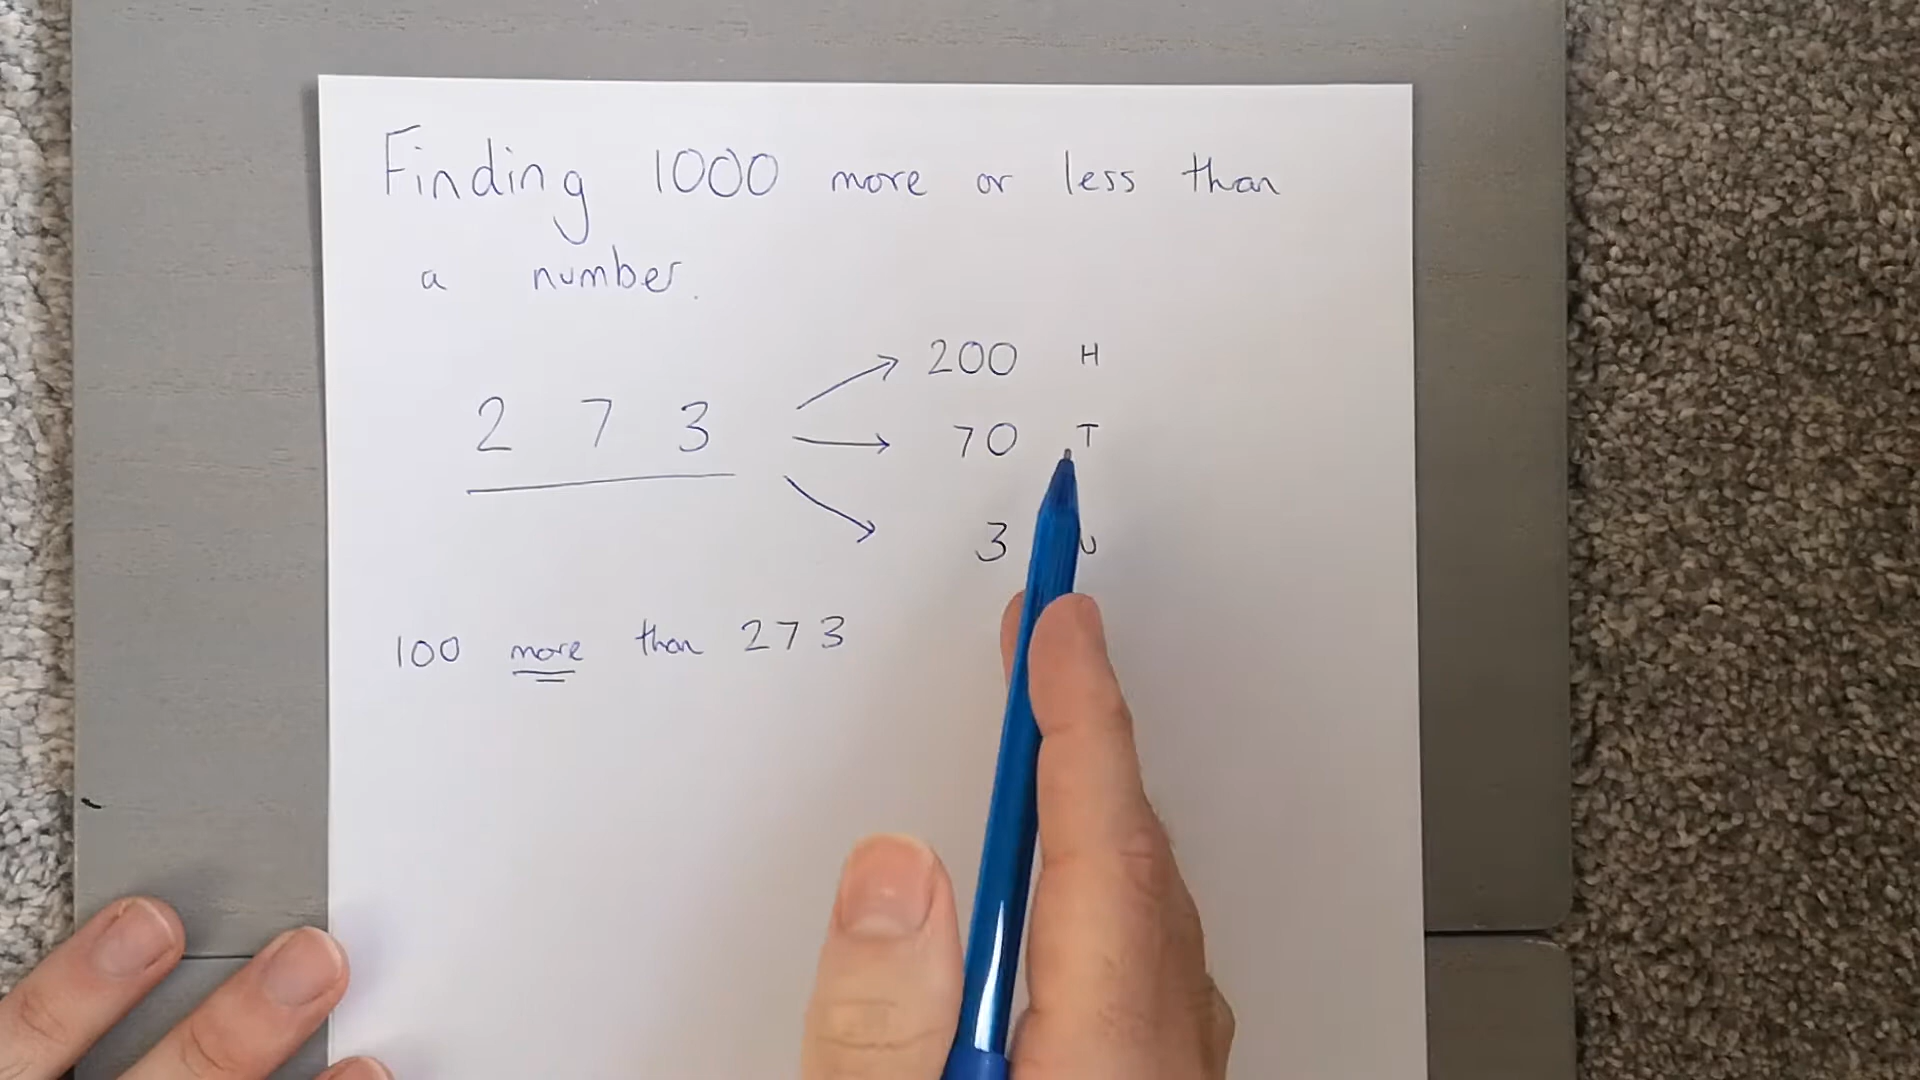 Finding 1000 more or less than
a number.
200 H
2 7 3
70 T
3 U
100 more than 273